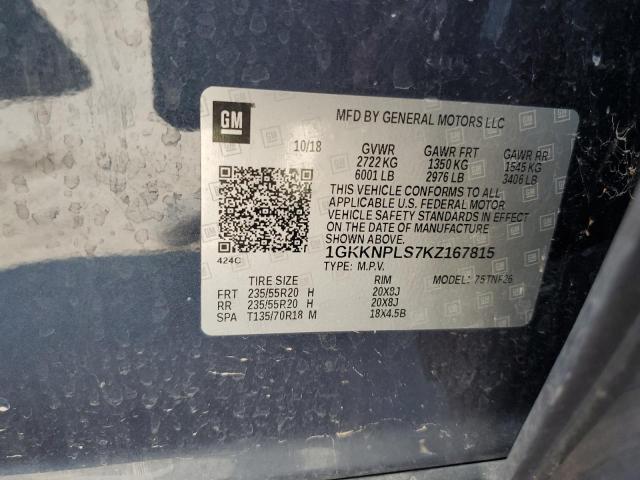 GM
MFD BY GENERAL MOTORS LLC
10/18 GVWR GAWR FRT GAWR RR
2722 KG 1350 KG 1545 KG
6001 LB 2976 LB 3406 LB
THIS VEHICLE CONFORMS TO ALL
APPLICABLE U.S. FEDERAL MOTOR
VEHICLE SAFETY STANDARDS IN EFFECT
ON THE DATE OF MANUFACTURE
SHOWN ABOVE.
1GKKNPLS7KZ167815
424C
TYPE: M.P.V. MODEL: 75TNF26
TIRE SIZE RIM
FRT 235/55R20 H 20X8J
RR 235/55R20 H 20X8J
SPA T135/70R18 M 18X4.5B